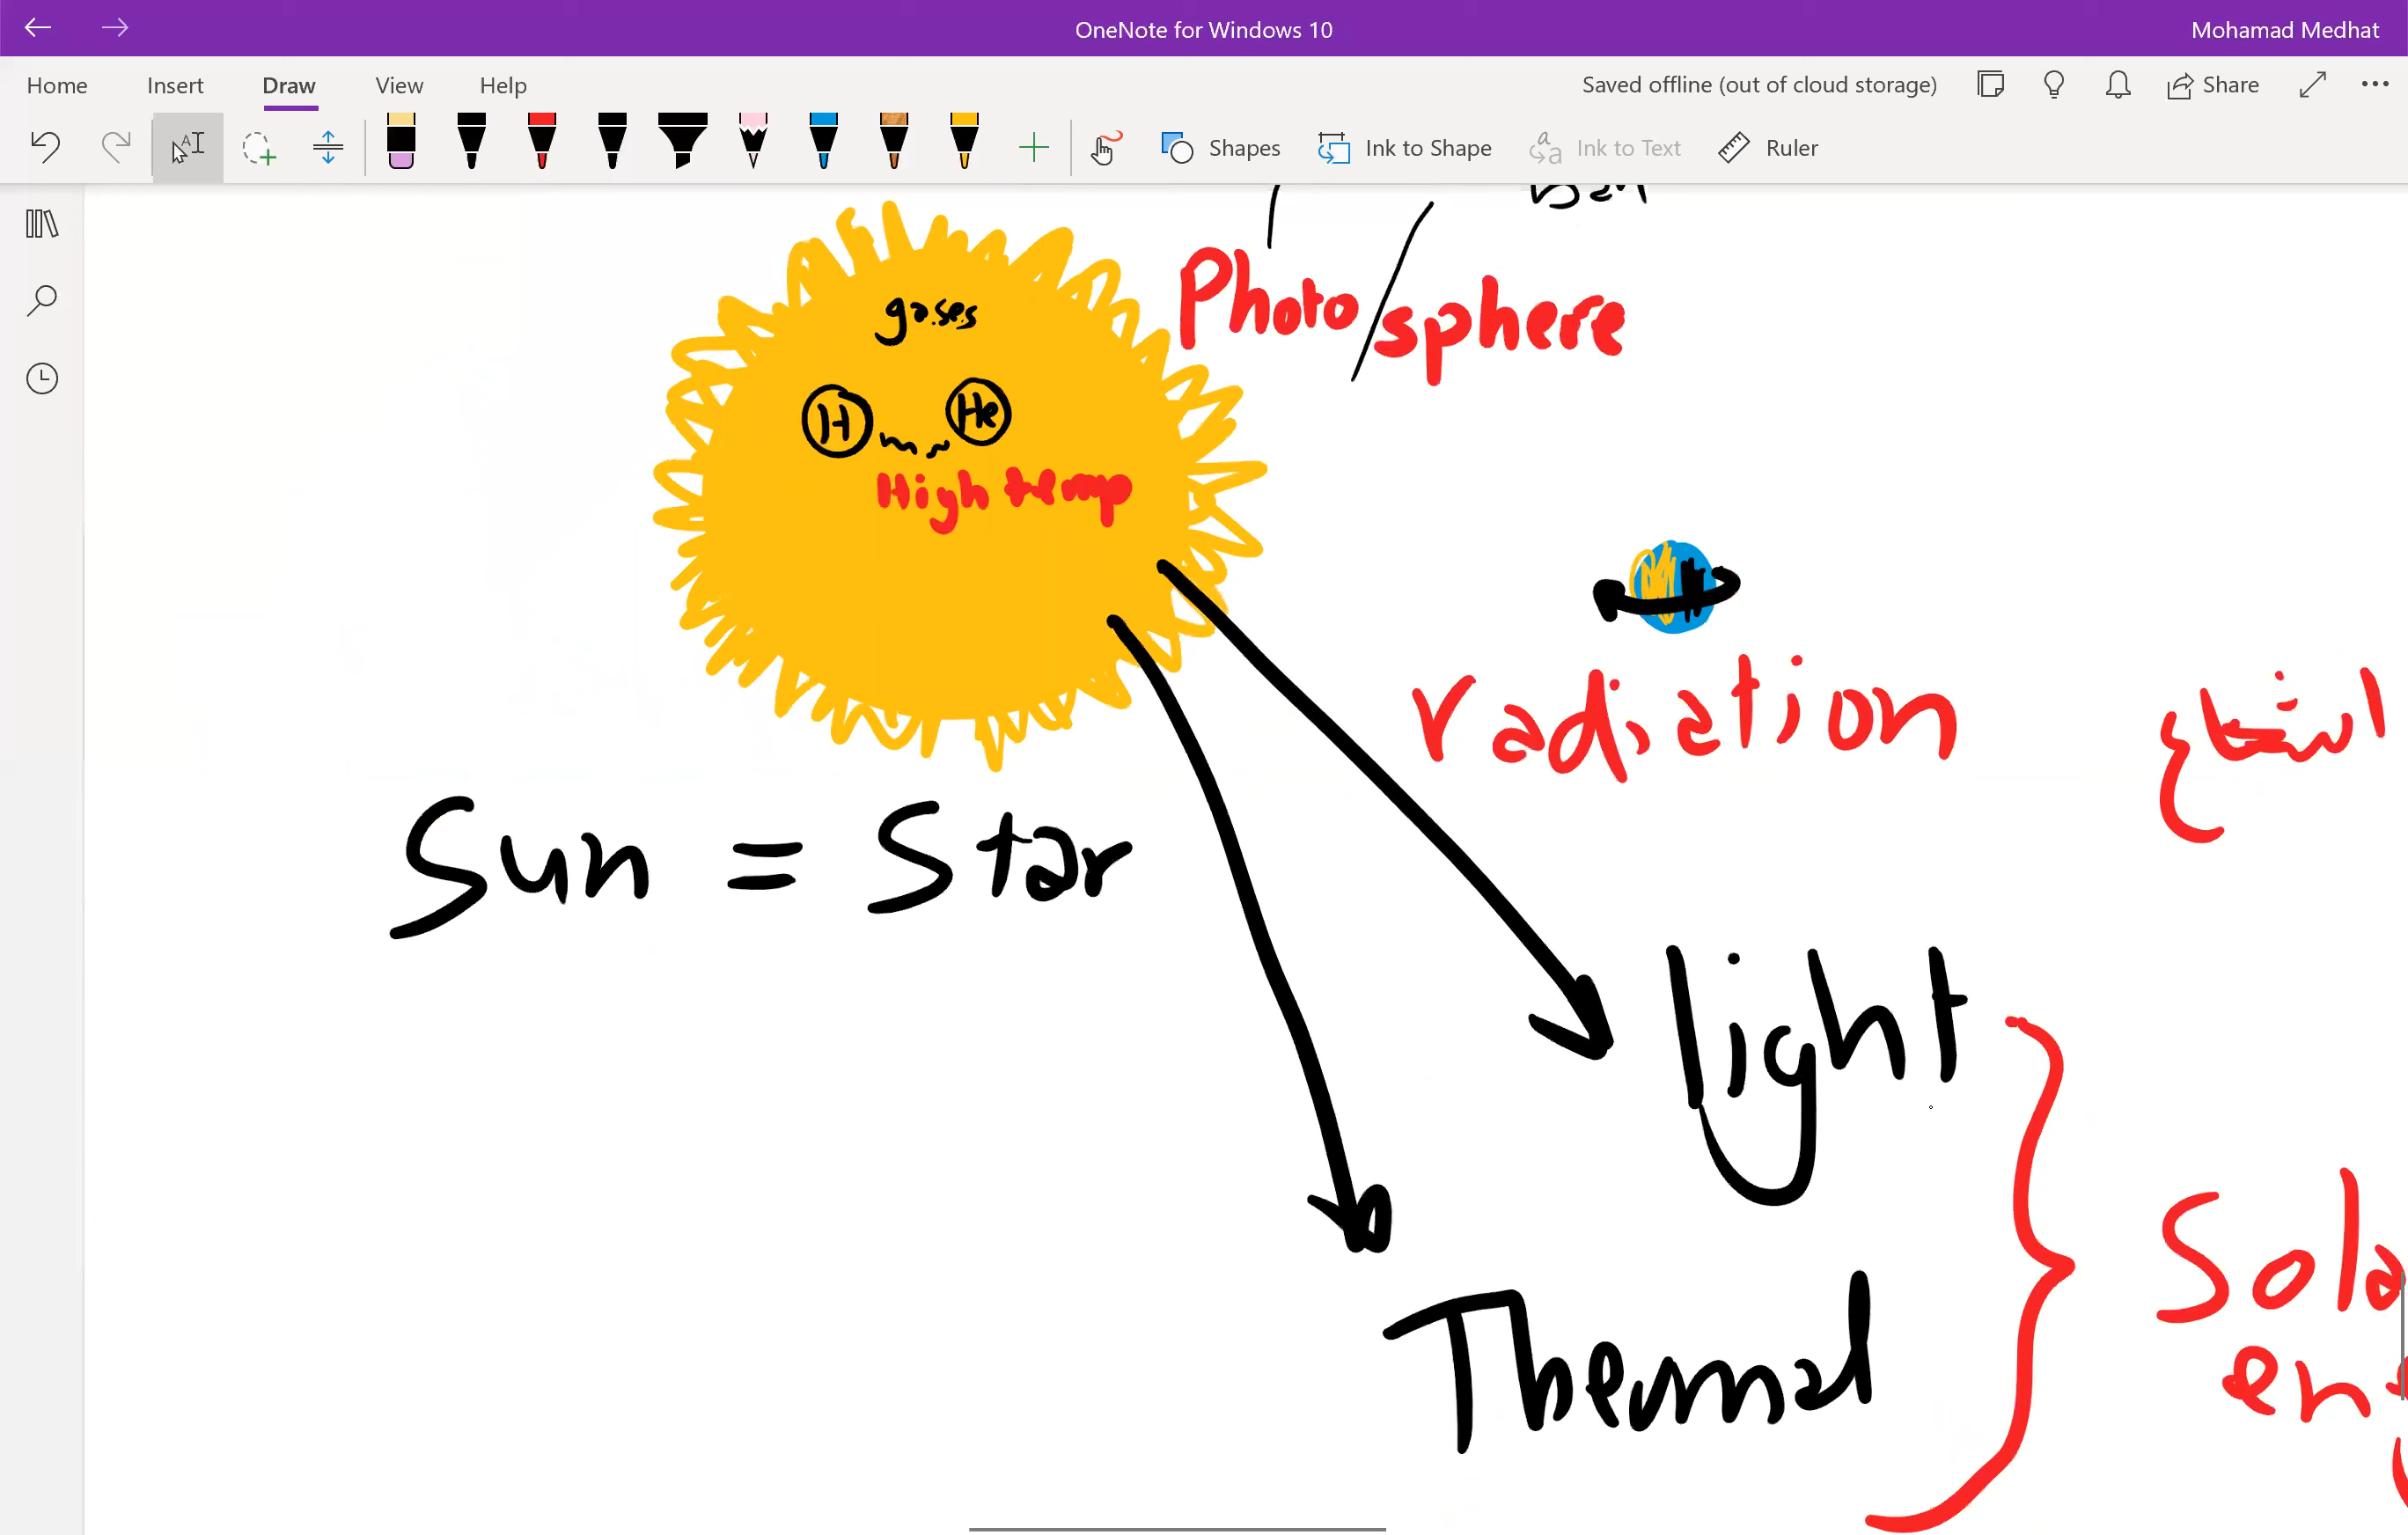 OneNote for Windows 10
Mohamad Medhat
Home Insert Draw View Help
Saved offline (out of cloud storage)
Share
Shapes
Ink to Shape
Ink to Text
Ruler
gases
Photo/sphere
H He
High temp
radiation
إشعاع
Sun = Star
light
Thermal
Sola
en